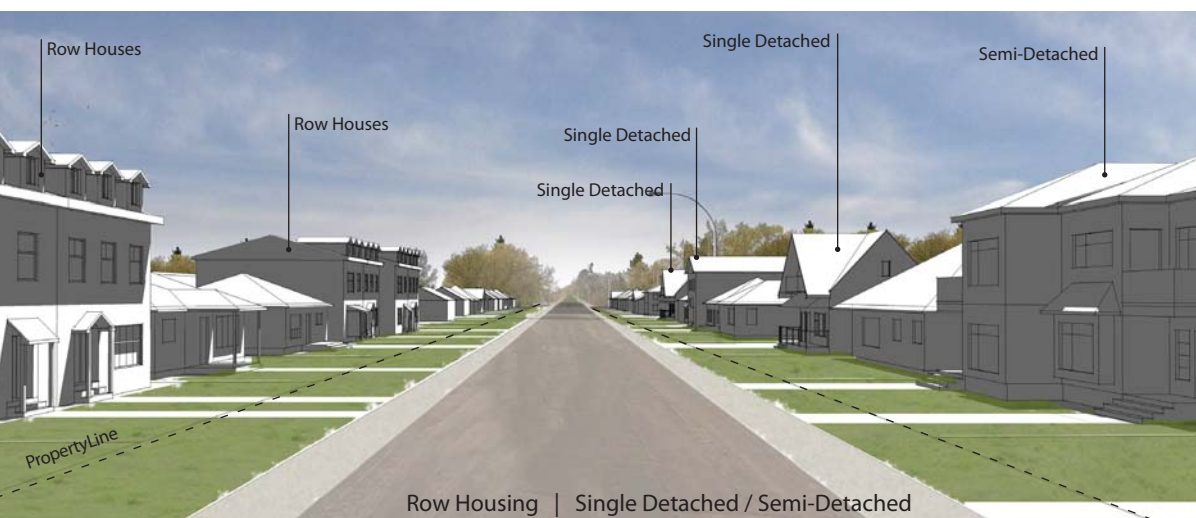 Row Houses
Row Houses
Single Detached
Single Detached
Single Detached
Semi-Detached
PropertyLine
Row Housing | Single Detached / Semi-Detached